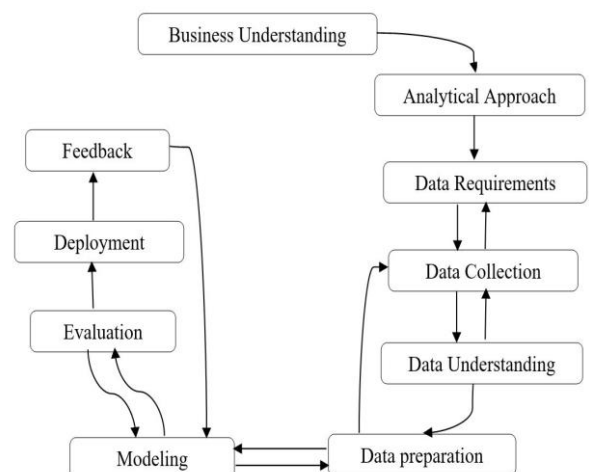 Business Understanding
Analytical Approach
Feedback
Data Requirements
Deployment
Data Collection
Evaluation
Data Understanding
Modeling
Data preparation